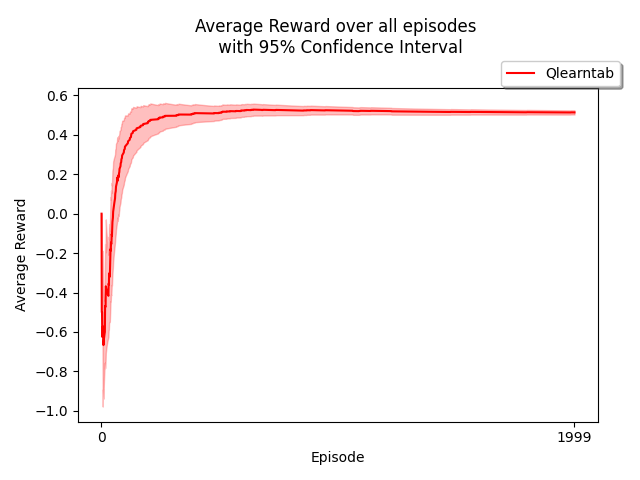 Average Reward over all episodes
with 95% Confidence Interval
Qlearntab
0.6
0.4
0.2
0.0
−0.2
−0.4
−0.6
−0.8
−1.0
Average Reward
0
1999
Episode